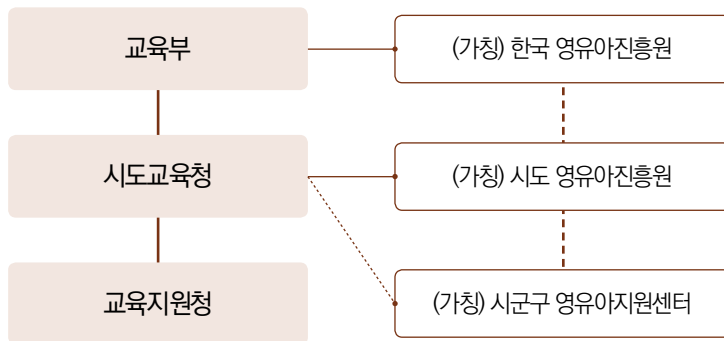 교육부
(가칭) 한국 영유아진흥원
시도교육청
(가칭) 시도 영유아진흥원
교육지원청
(가칭) 시군구 영유아지원센터